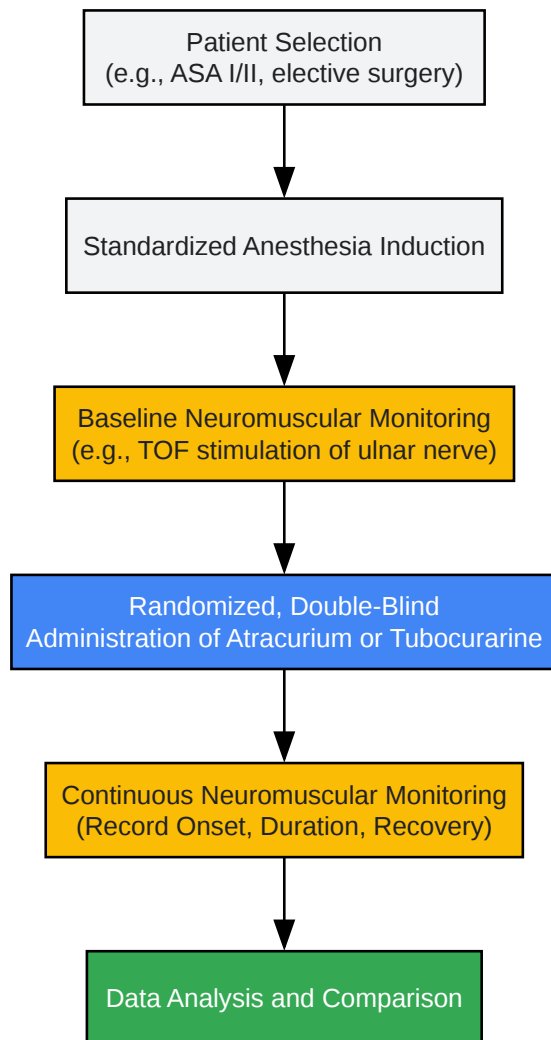 Patient Selection
(e.g., ASA I/II, elective surgery)
Standardized Anesthesia Induction
Baseline Neuromuscular Monitoring
(e.g., TOF stimulation of ulnar nerve)
Randomized, Double-Blind
Administration of Atracurium or Tubocurarine
Continuous Neuromuscular Monitoring
(Record Onset, Duration, Recovery)
Data Analysis and Comparison